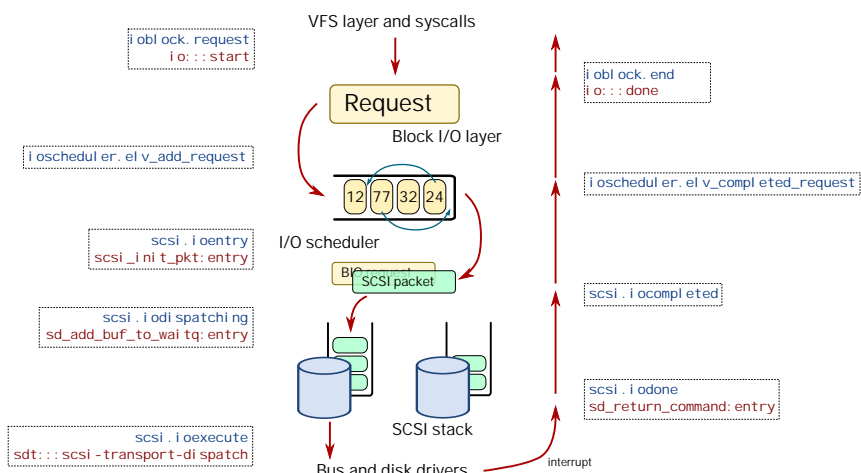 VFS layer and syscalls
ioblock.request
io:::start
ioblock.end
io:::done
Request
Block I/O layer
ioscheduler.elv_add_request
ioscheduler.elv_completed_request
12 77 32 24
I/O scheduler
scsi.ioentry
scsi_init_pkt:entry
BIO request
SCSI packet
scsi.iocompleted
scsi.iodispatching
sd_add_buf_to_waitq:entry
scsi.iodone
sd_return_command:entry
SCSI stack
scsi.ioexecute
sdt:::scsi-transport-dispatch
Bus and disk drivers
interrupt